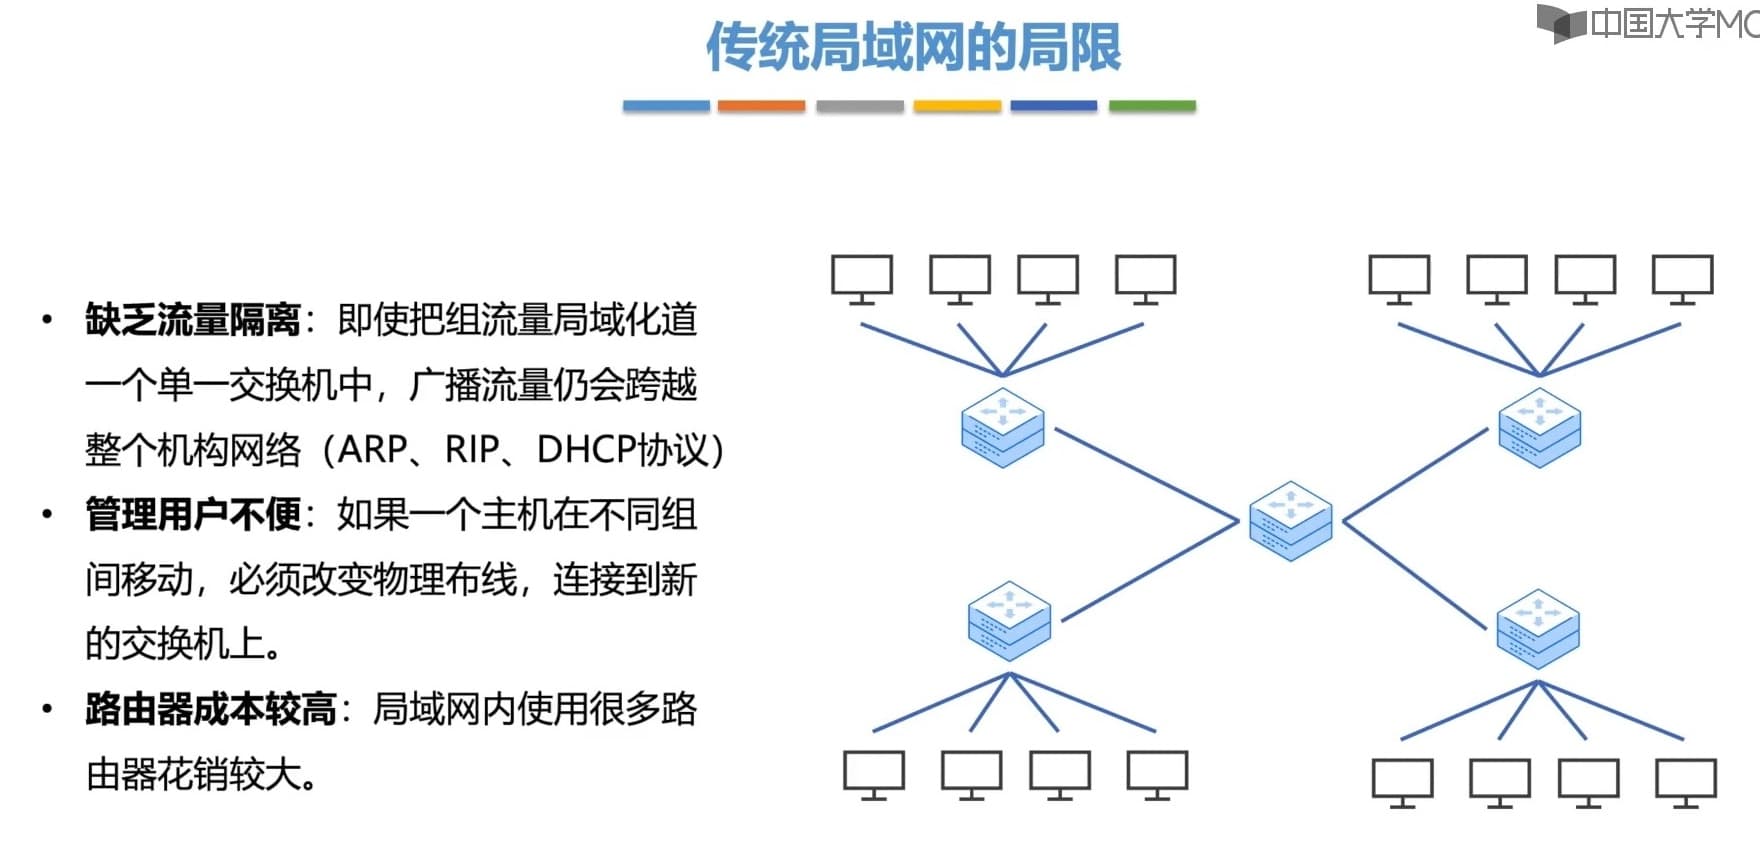 中国大学MO
传统局域网的局限
• 缺乏流量隔离：即使把组流量局域化道
一个单一交换机中，广播流量仍会跨越
整个机构网络（ARP、RIP、DHCP协议）
• 管理用户不便：如果一个主机在不同组
间移动，必须改变物理布线，连接到新
的交换机上。
• 路由器成本较高：局域网内使用很多路
由器花销较大。